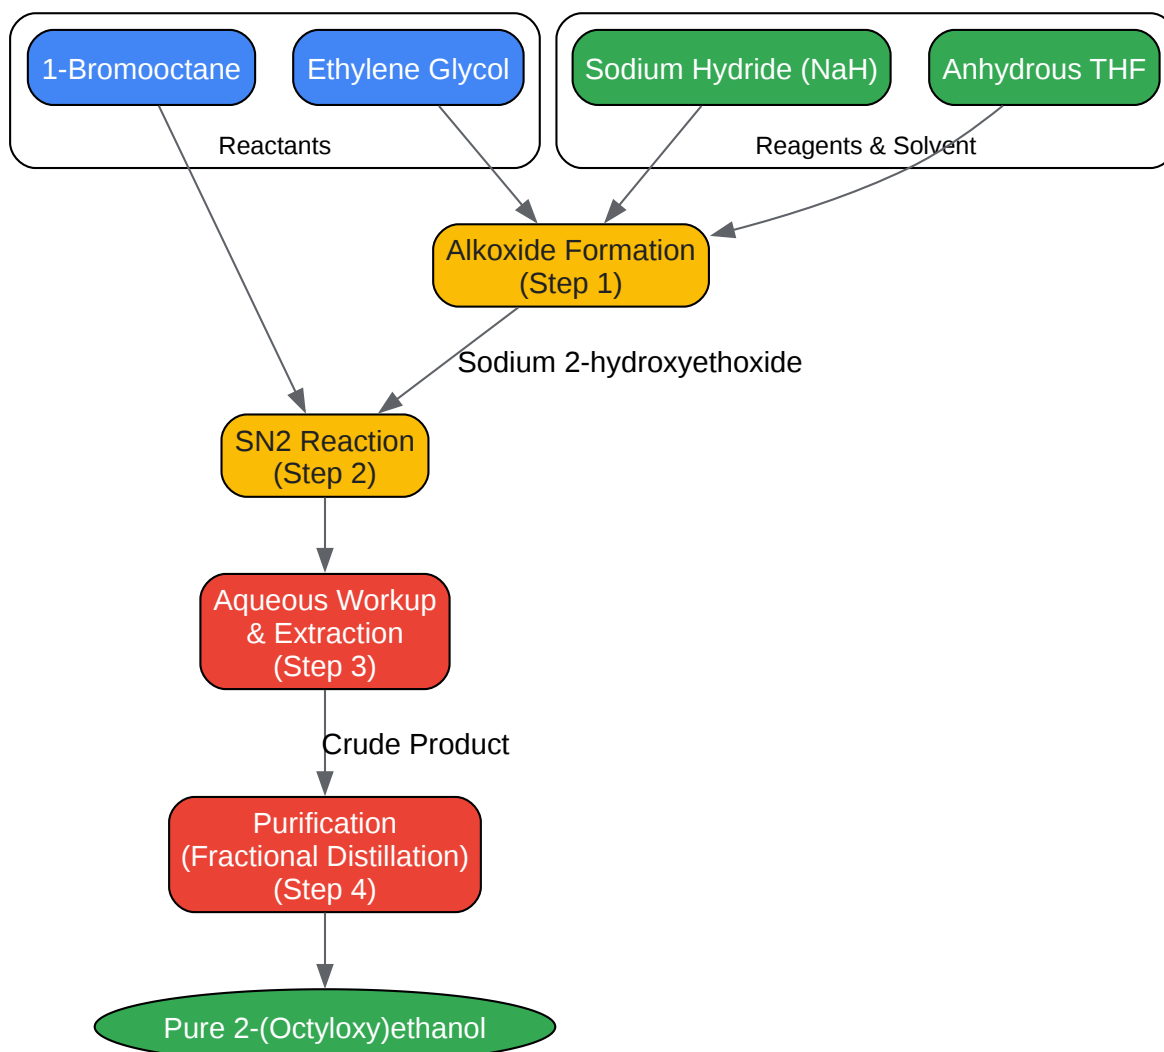 1-Bromooctane
Ethylene Glycol
Sodium Hydride (NaH)
Anhydrous THF
Reactants
Reagents & Solvent
Alkoxide Formation
(Step 1)
Sodium 2-hydroxyethoxide
SN2 Reaction
(Step 2)
Aqueous Workup
& Extraction
(Step 3)
Crude Product
Purification
(Fractional Distillation)
(Step 4)
Pure 2-(Octyloxy)ethanol